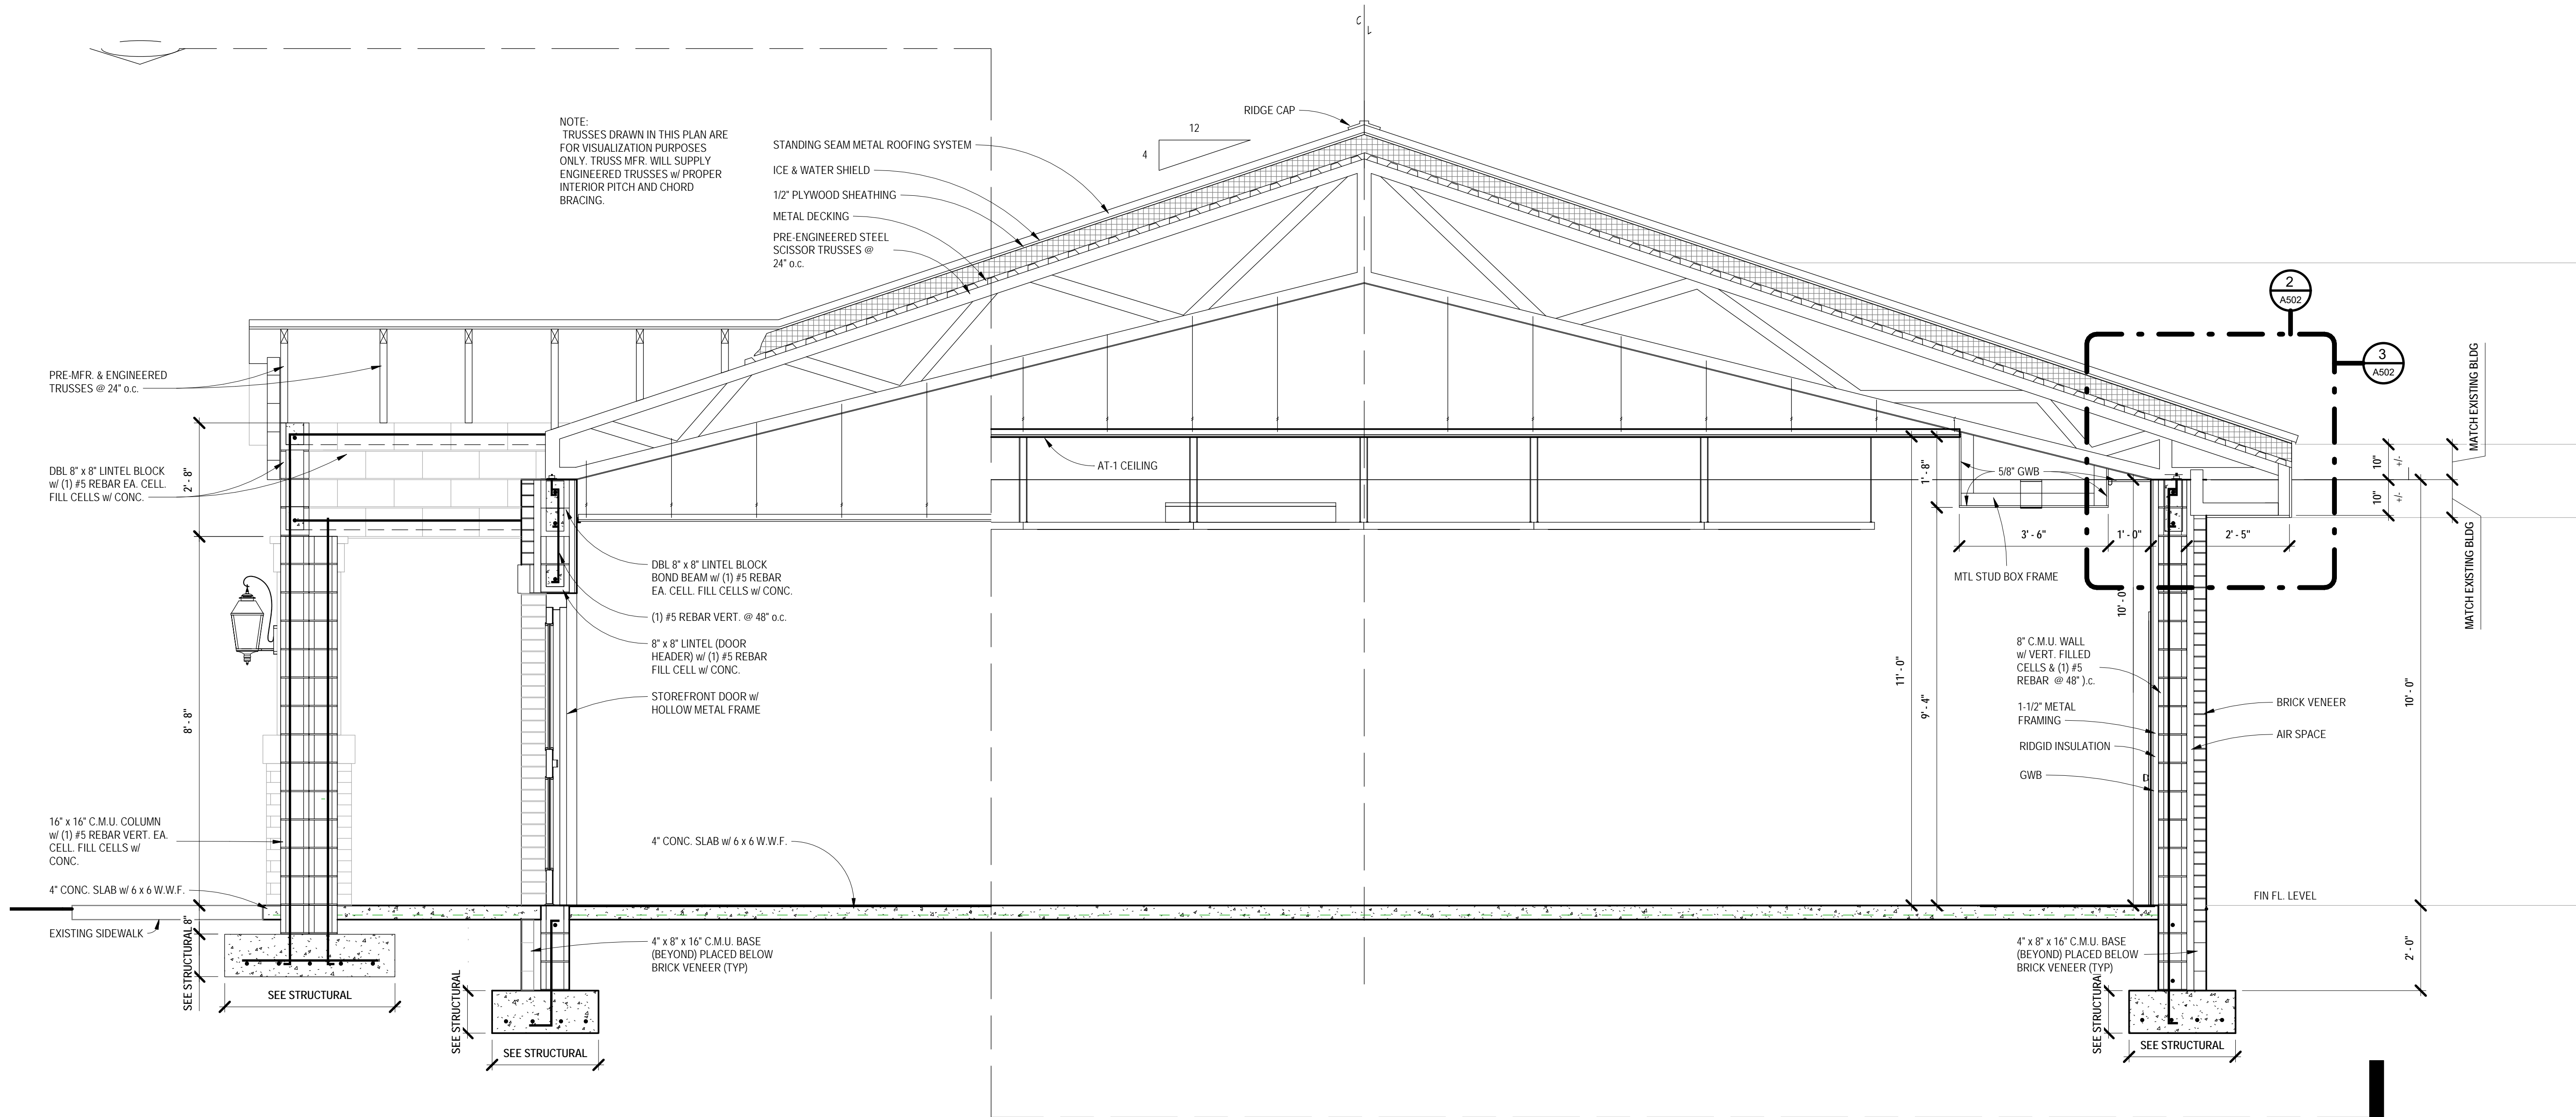 C
L
RIDGE CAP
12
4
NOTE:
TRUSSES DRAWN IN THIS PLAN ARE
FOR VISUALIZATION PURPOSES
ONLY. TRUSS MFR. WILL SUPPLY
ENGINEERED TRUSSES w/ PROPER
INTERIOR PITCH AND CHORD
BRACING.
STANDING SEAM METAL ROOFING SYSTEM
ICE & WATER SHIELD
1/2" PLYWOOD SHEATHING
METAL DECKING
PRE-ENGINEERED STEEL
SCISSOR TRUSSES @
24" o.c.
2
A502
3
A502
PRE-MFR. & ENGINEERED
TRUSSES @ 24" o.c.
DBL 8" x 8" LINTEL BLOCK
w/ (1) #5 REBAR EA. CELL.
FILL CELLS w/ CONC.
2' - 8"
8' - 8"
16" x 16" C.M.U. COLUMN
w/ (1) #5 REBAR VERT. EA.
CELL. FILL CELLS w/
CONC.
4" CONC. SLAB w/ 6 x 6 W.W.F.
EXISTING SIDEWALK
8"
SEE STRUCTURAL
SEE STRUCTURAL
AT-1 CEILING
DBL 8" x 8" LINTEL BLOCK
BOND BEAM w/ (1) #5 REBAR
EA. CELL. FILL CELLS w/ CONC.
(1) #5 REBAR VERT. @ 48" o.c.
8" x 8" LINTEL (DOOR
HEADER) w/ (1) #5 REBAR
FILL CELL w/ CONC.
STOREFRONT DOOR w/
HOLLOW METAL FRAME
4" CONC. SLAB w/ 6 x 6 W.W.F.
4" x 8" x 16" C.M.U. BASE
(BEYOND) PLACED BELOW
BRICK VENEER (TYP)
SEE STRUCTURAL
SEE STRUCTURAL
1' - 8"
5/8" GWB
3' - 6"
1' - 0"
2' - 5"
MTL STUD BOX FRAME
11' - 0"
9' - 4"
10' - 0"
8" C.M.U. WALL
w/ VERT. FILLED
CELLS & (1) #5
REBAR @ 48" ).c.
1-1/2" METAL
FRAMING
RIDGID INSULATION
GWB
BRICK VENEER
AIR SPACE
MATCH EXISTING BLDG
10"
+/-
10"
+/-
MATCH EXISTING BLDG
10' - 0"
FIN FL. LEVEL
2' - 0"
4" x 8" x 16" C.M.U. BASE
(BEYOND) PLACED BELOW
BRICK VENEER (TYP)
SEE STRUCTURAL
SEE STRUCTURAL